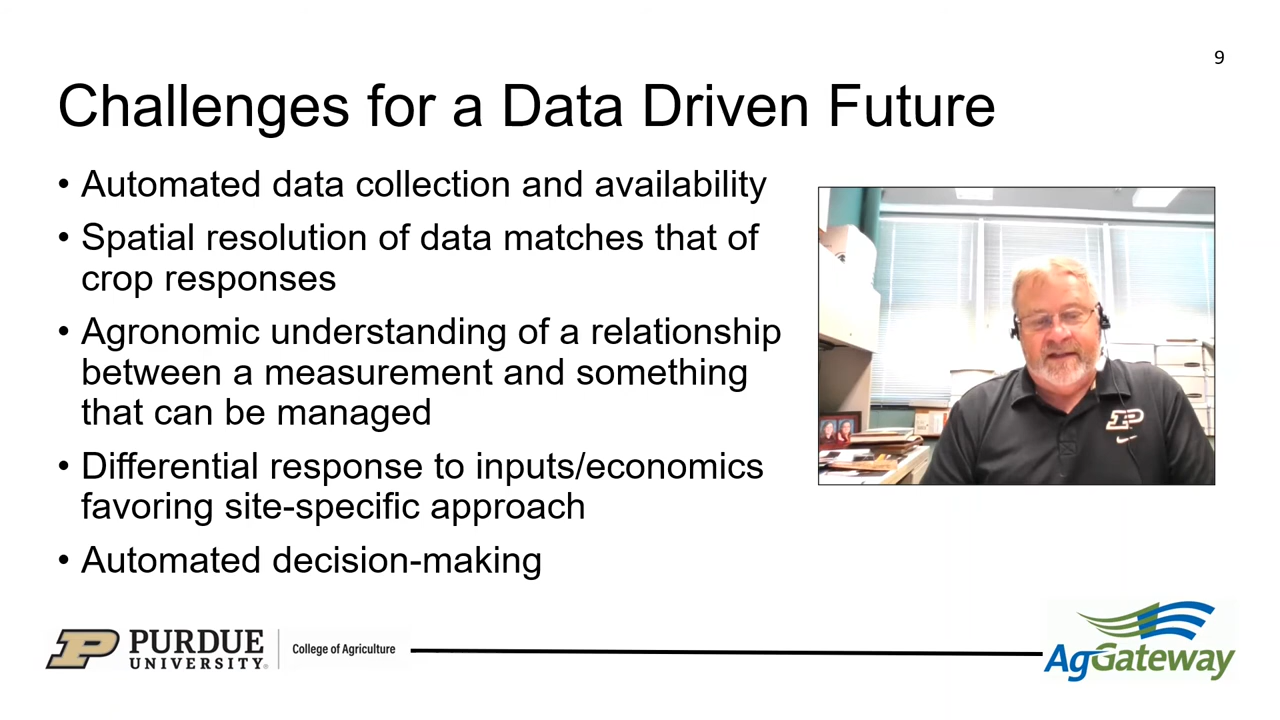 9
Challenges for a Data Driven Future
• Automated data collection and availability
• Spatial resolution of data matches that of
crop responses
• Agronomic understanding of a relationship
between a measurement and something
that can be managed
• Differential response to inputs/economics
favoring site-specific approach
• Automated decision-making
P PURDUE
UNIVERSITY®
College of Agriculture
AgGateway
P